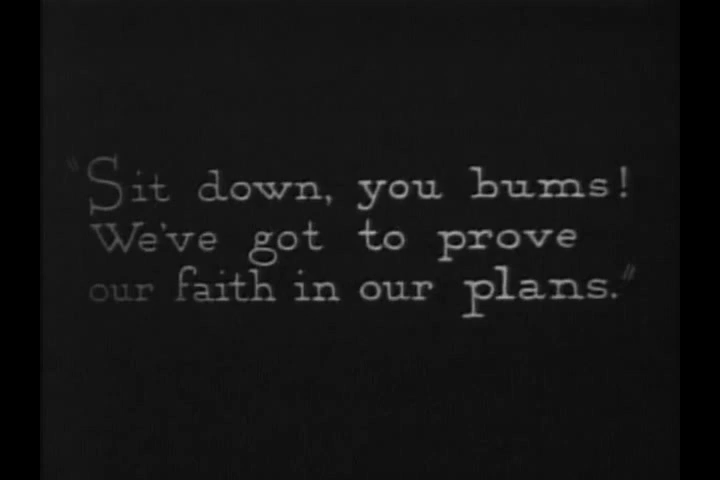 "Sit down, you bums!
We've got to prove
our faith in our plans."